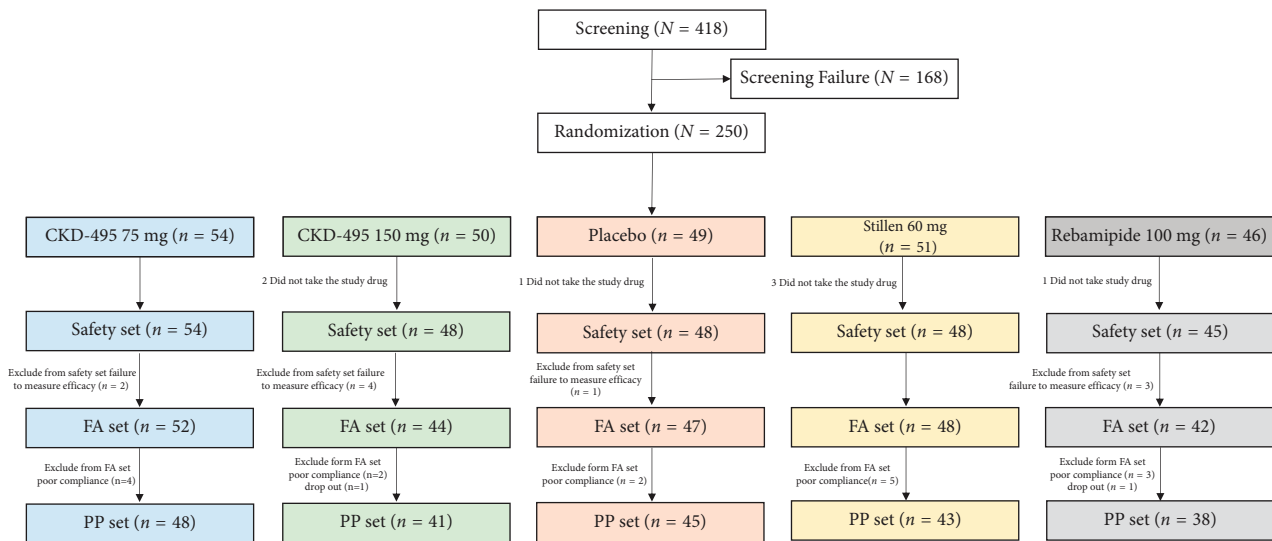 Screening (N = 418)
Screening Failure (N = 168)
Randomization (N = 250)
CKD-495 75 mg (n = 54)
CKD-495 150 mg (n = 50)
Placebo (n = 49)
Stillen 60 mg
(n = 51)
Rebamipide 100 mg (n = 46)
2 Did not take the study drug
1 Did not take the study drug
3 Did not take the study drug
1 Did not take the study drug
Safety set (n = 54)
Safety set (n = 48)
Safety set (n = 48)
Safety set (n = 48)
Safety set (n = 45)
Exclude from safety set failure
to measure efficacy (n = 2)
Exclude from safety set failure
to measure efficacy (n = 4)
Exclude from safety set
failure to measure efficacy
(n = 1)
Exclude from safety set
failure to measure efficacy (n = 3)
FA set (n = 52)
FA set (n = 44)
FA set (n = 47)
FA set (n = 48)
FA set (n = 42)
Exclude from FA set
poor compliance (n=4)
Exclude form FA set
poor compliance (n=2)
drop out (n=1)
Exclude form FA set
poor compliance (n = 2)
Exclude from FA set
poor compliance(n = 5)
Exclude form FA set
poor compliance (n = 3)
drop out (n = 1)
PP set (n = 48)
PP set (n = 41)
PP set (n = 45)
PP set (n = 43)
PP set (n = 38)